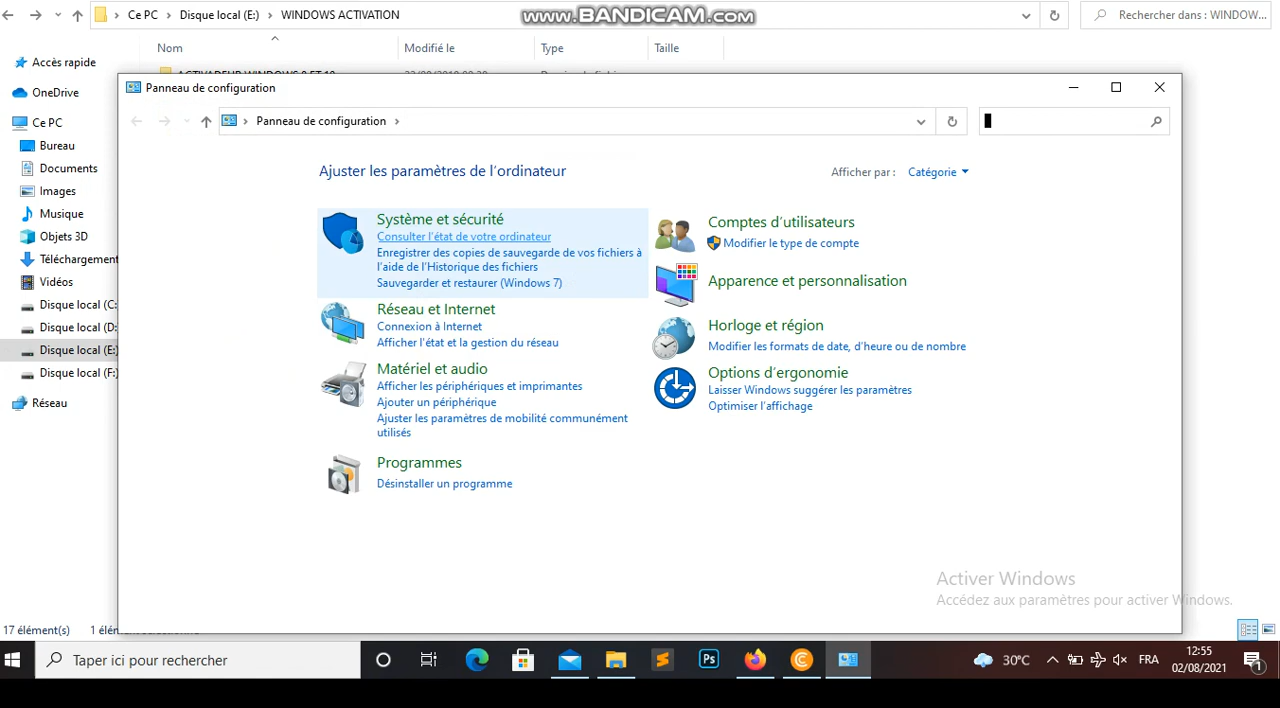 Ce PC
Disque local (E:)
WINDOWS ACTIVATION
www.BANDICAM.com
Rechercher dans : WINDOW...
Nom
Modifié le
Type
Taille
Accès rapide
OneDrive
Ce PC
Bureau
Documents
Images
Musique
Objets 3D
Téléchargement
Vidéos
Disque local (C:
Disque local (D:
Disque local (E:)
Disque local (F:)
Réseau
Panneau de configuration
Panneau de configuration
Ajuster les paramètres de l'ordinateur
Afficher par :
Catégorie
Système et sécurité
Consulter l'état de votre ordinateur
Enregistrer des copies de sauvegarde de vos fichiers à
l'aide de l'Historique des fichiers
Sauvegarder et restaurer (Windows 7)
Réseau et Internet
Connexion à Internet
Afficher l'état et la gestion du réseau
Matériel et audio
Afficher les périphériques et imprimantes
Ajouter un périphérique
Ajuster les paramètres de mobilité communément
utilisés
Programmes
Désinstaller un programme
Comptes d'utilisateurs
Modifier le type de compte
Apparence et personnalisation
Horloge et région
Modifier les formats de date, d'heure ou de nombre
Options d'ergonomie
Laisser Windows suggérer les paramètres
Optimiser l'affichage
Activer Windows
Accédez aux paramètres pour activer Windows.
17 élément(s)
Taper ici pour rechercher
Ps
30°C
FRA
12:55
02/08/2021
1